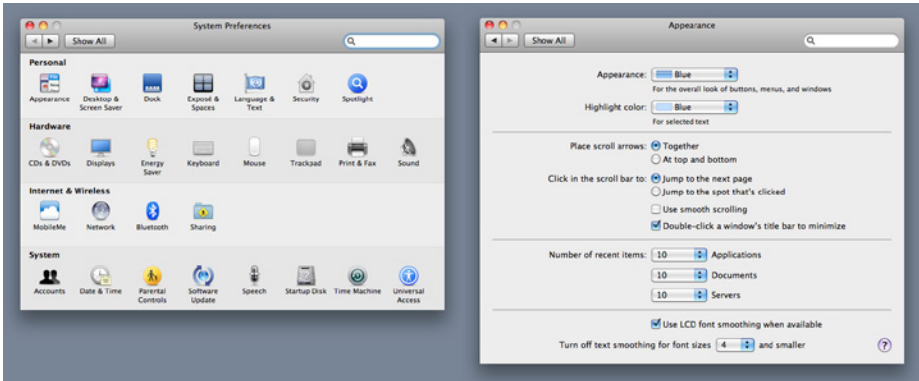 System Preferences
Show All
Personal
Appearance
Desktop &
Screen Saver
Dock
Exposé &
Spaces
Language &
Text
Security
Spotlight
Hardware
CDs & DVDs
Displays
Energy
Saver
Keyboard
Mouse
Trackpad
Print & Fax
Sound
Internet & Wireless
MobileMe
Network
Bluetooth
Sharing
System
Accounts
Date & Time
Parental
Controls
Software
Update
Speech
Startup Disk
Time Machine
Universal
Access
Appearance
Show All
Appearance: Blue
For the overall look of buttons, menus, and windows
Highlight color: Blue
For selected text
Place scroll arrows: Together
At top and bottom
Click in the scroll bar to: Jump to the next page
Jump to the spot that's clicked
Use smooth scrolling
Double-click a window's title bar to minimize
Number of recent items: 10 Applications
10 Documents
10 Servers
Use LCD font smoothing when available
Turn off text smoothing for font sizes 4 and smaller
?